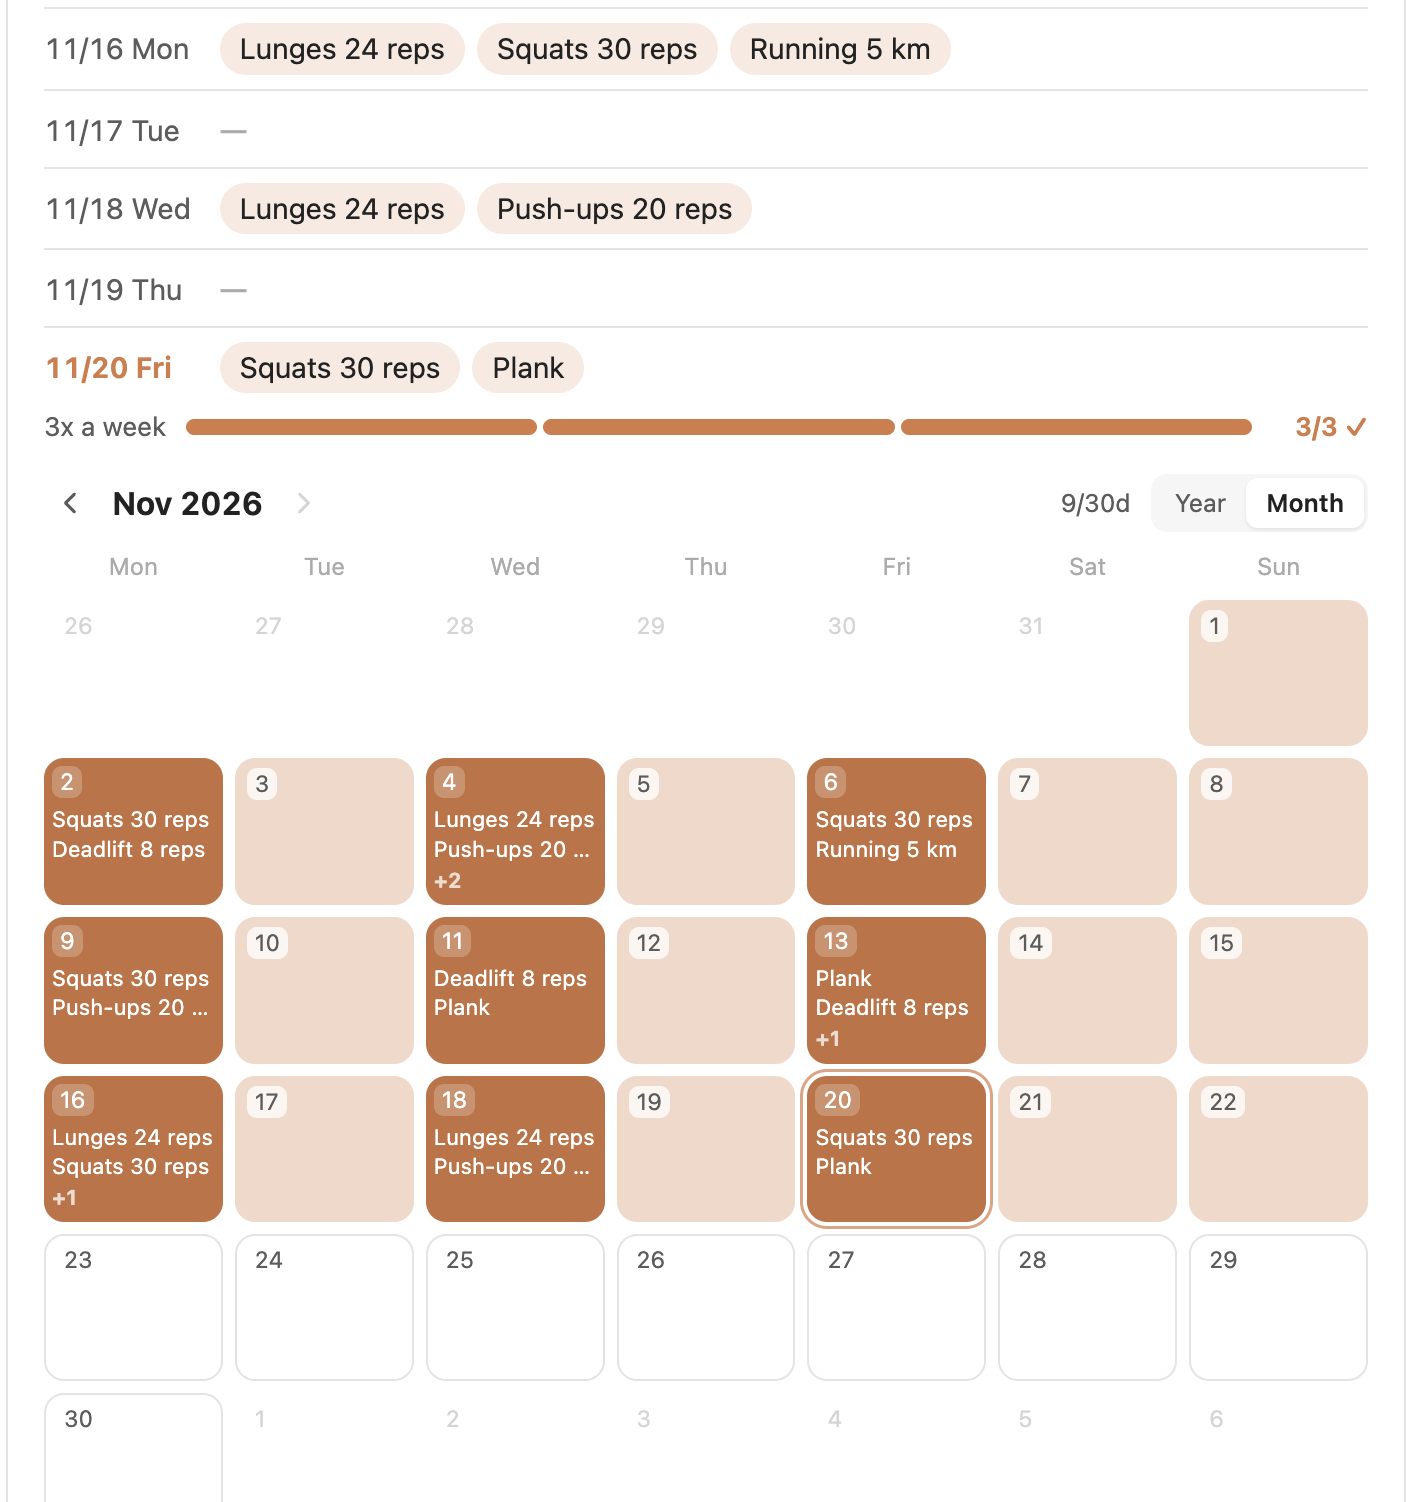 11/16 Mon Lunges 24 reps Squats 30 reps Running 5 km
11/17 Tue —
11/18 Wed Lunges 24 reps Push-ups 20 reps
11/19 Thu —
11/20 Fri Squats 30 reps Plank
3x a week 3/3 ✓
Nov 2026 9/30d Year Month
Mon Tue Wed Thu Fri Sat Sun
26 27 28 29 30 31 1
2 3 4 5 6 7 8
Squats 30 reps Lunges 24 reps Squats 30 reps
Deadlift 8 reps Push-ups 20 ... Running 5 km
+2
9 10 11 12 13 14 15
Squats 30 reps Deadlift 8 reps Plank
Push-ups 20 ... Plank Deadlift 8 reps
+1
16 17 18 19 20 21 22
Lunges 24 reps Lunges 24 reps Squats 30 reps
Squats 30 reps Push-ups 20 ... Plank
+1
23 24 25 26 27 28 29
30 1 2 3 4 5 6